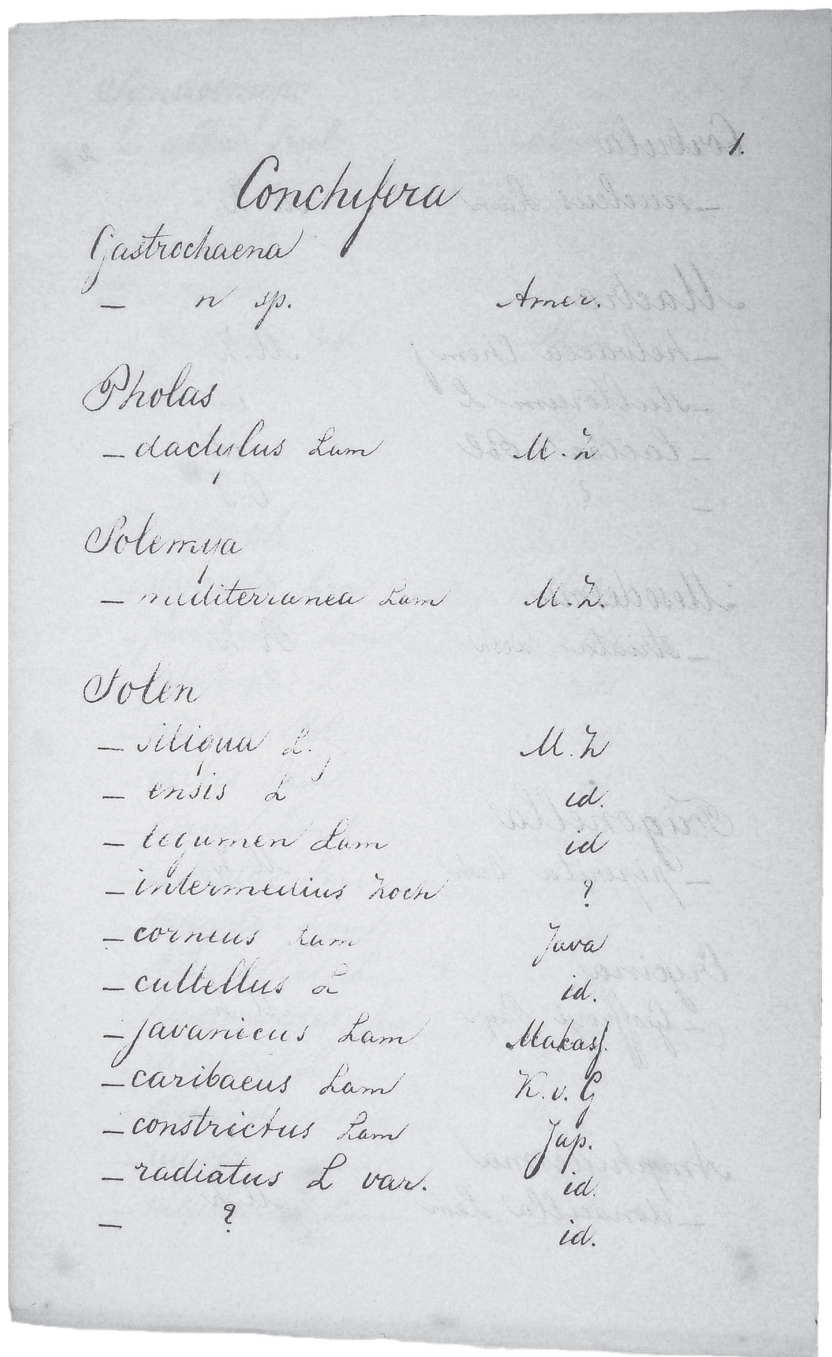 1.
Conchifera
Gastrochaena
— n sp. Amer.
Pholas
— dactylus Lam M. Z
Solemya
— mediterranea Lam M. Z.
Solen
— siliqua L. M. Z
— ensis L id.
— legumen Lam id
— intermedius Koch ?
— corneus Lam Java
— cultellus L id.
— javanicus Lam Makass.
— caribaeus Lam K. v. G
— constrictus Lam Jap.
— radiatus L var. id.
— ? id.